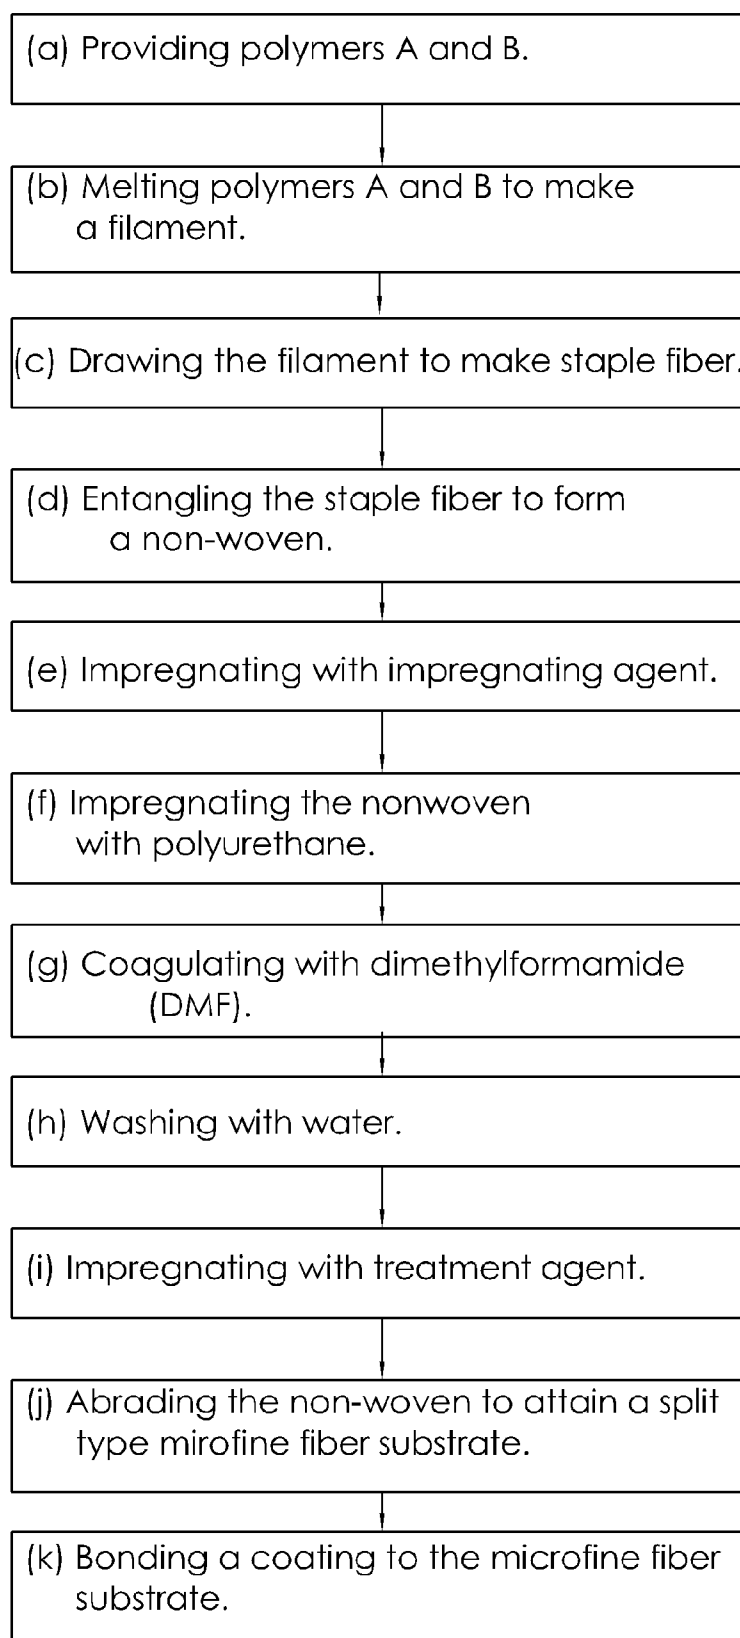 (a) Providing polymers A and B.
(b) Melting polymers A and B to make
a filament.
(c) Drawing the filament to make staple fiber.
(d) Entangling the staple fiber to form
a non-woven.
(e) Impregnating with impregnating agent.
(f) Impregnating the nonwoven
with polyurethane.
(g) Coagulating with dimethylformamide
(DMF).
(h) Washing with water.
(i) Impregnating with treatment agent.
(j) Abrading the non-woven to attain a split
type mirofine fiber substrate.
(k) Bonding a coating to the microfine fiber
substrate.